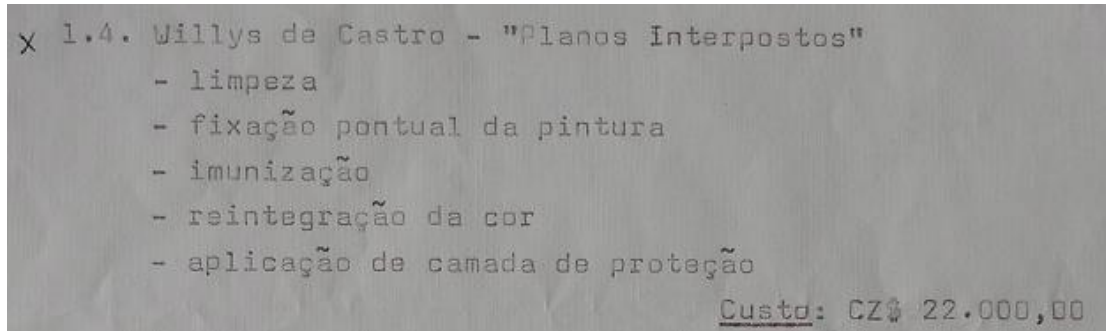 x 1.4. Willys de Castro - "Planos Interpostos"
- limpeza
- fixação pontual da pintura
- imunização
- reintegração da cor
- aplicação de camada de proteção
Custo: CZ$ 22.000,00